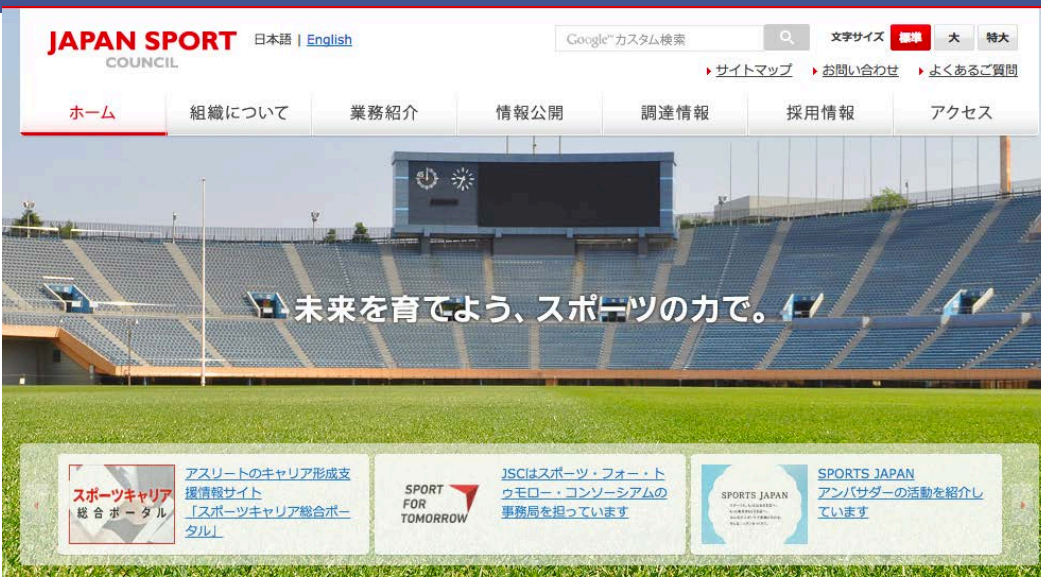 JAPAN SPORT
COUNCIL
日本語 | English
Google™ カスタム検索
文字サイズ 標準 大 特大
サイトマップ お問い合わせ よくあるご質問
ホーム 組織について 業務紹介 情報公開 調達情報 採用情報 アクセス
未来を育てよう、スポーツの力で。
スポーツキャリア
総合ポータル
アスリートのキャリア形成支
援情報サイト
「スポーツキャリア総合ポー
タル」
SPORT
FOR
TOMORROW
JSCはスポーツ・フォー・ト
ゥモロー・コンソーシアムの
事務局を担っています
SPORTS JAPAN
SPORTS JAPAN
アンバサダーの活動を紹介し
ています